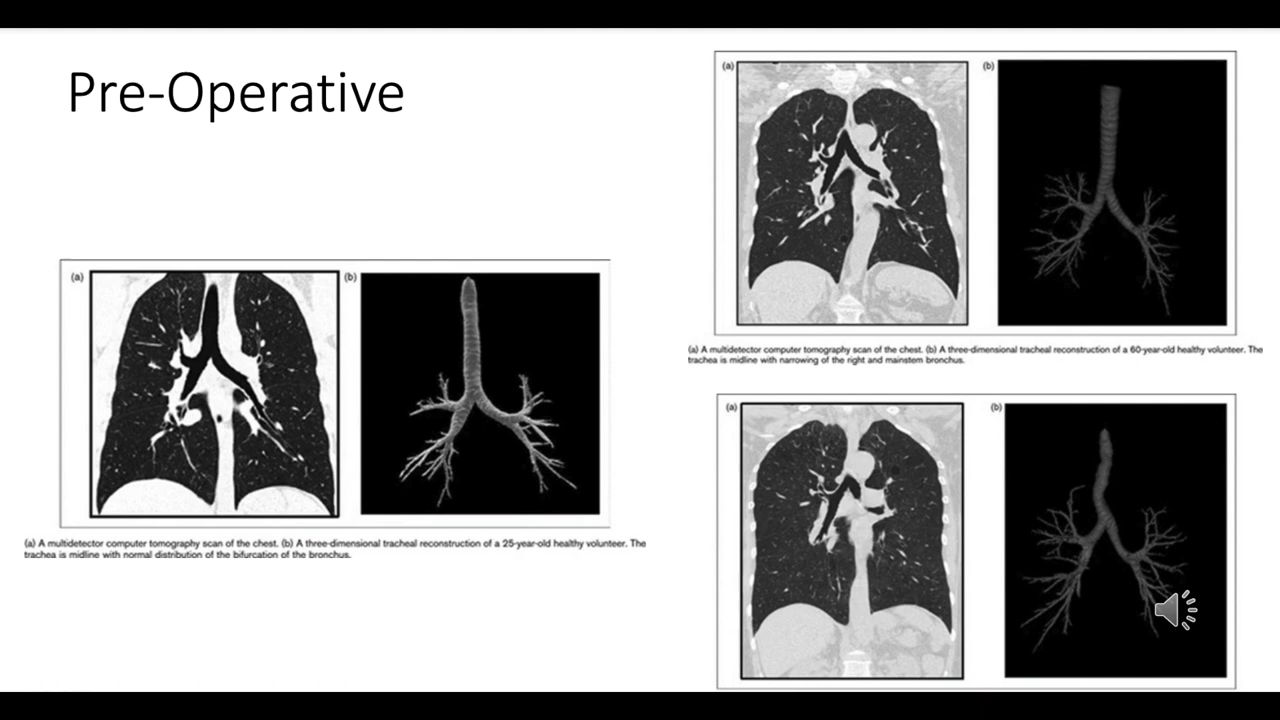 Pre-Operative
(a)
(b)
(a) A multidetector computer tomography scan of the chest. (b) A three-dimensional tracheal reconstruction of a 25-year-old healthy volunteer. The
trachea is midline with normal distribution of the bifurcation of the bronchus.
(a)
(b)
(a) A multidetector computer tomography scan of the chest. (b) A three-dimensional tracheal reconstruction of a 60-year-old healthy volunteer. The
trachea is midline with narrowing of the right and mainstem bronchus.
(a)
(b)